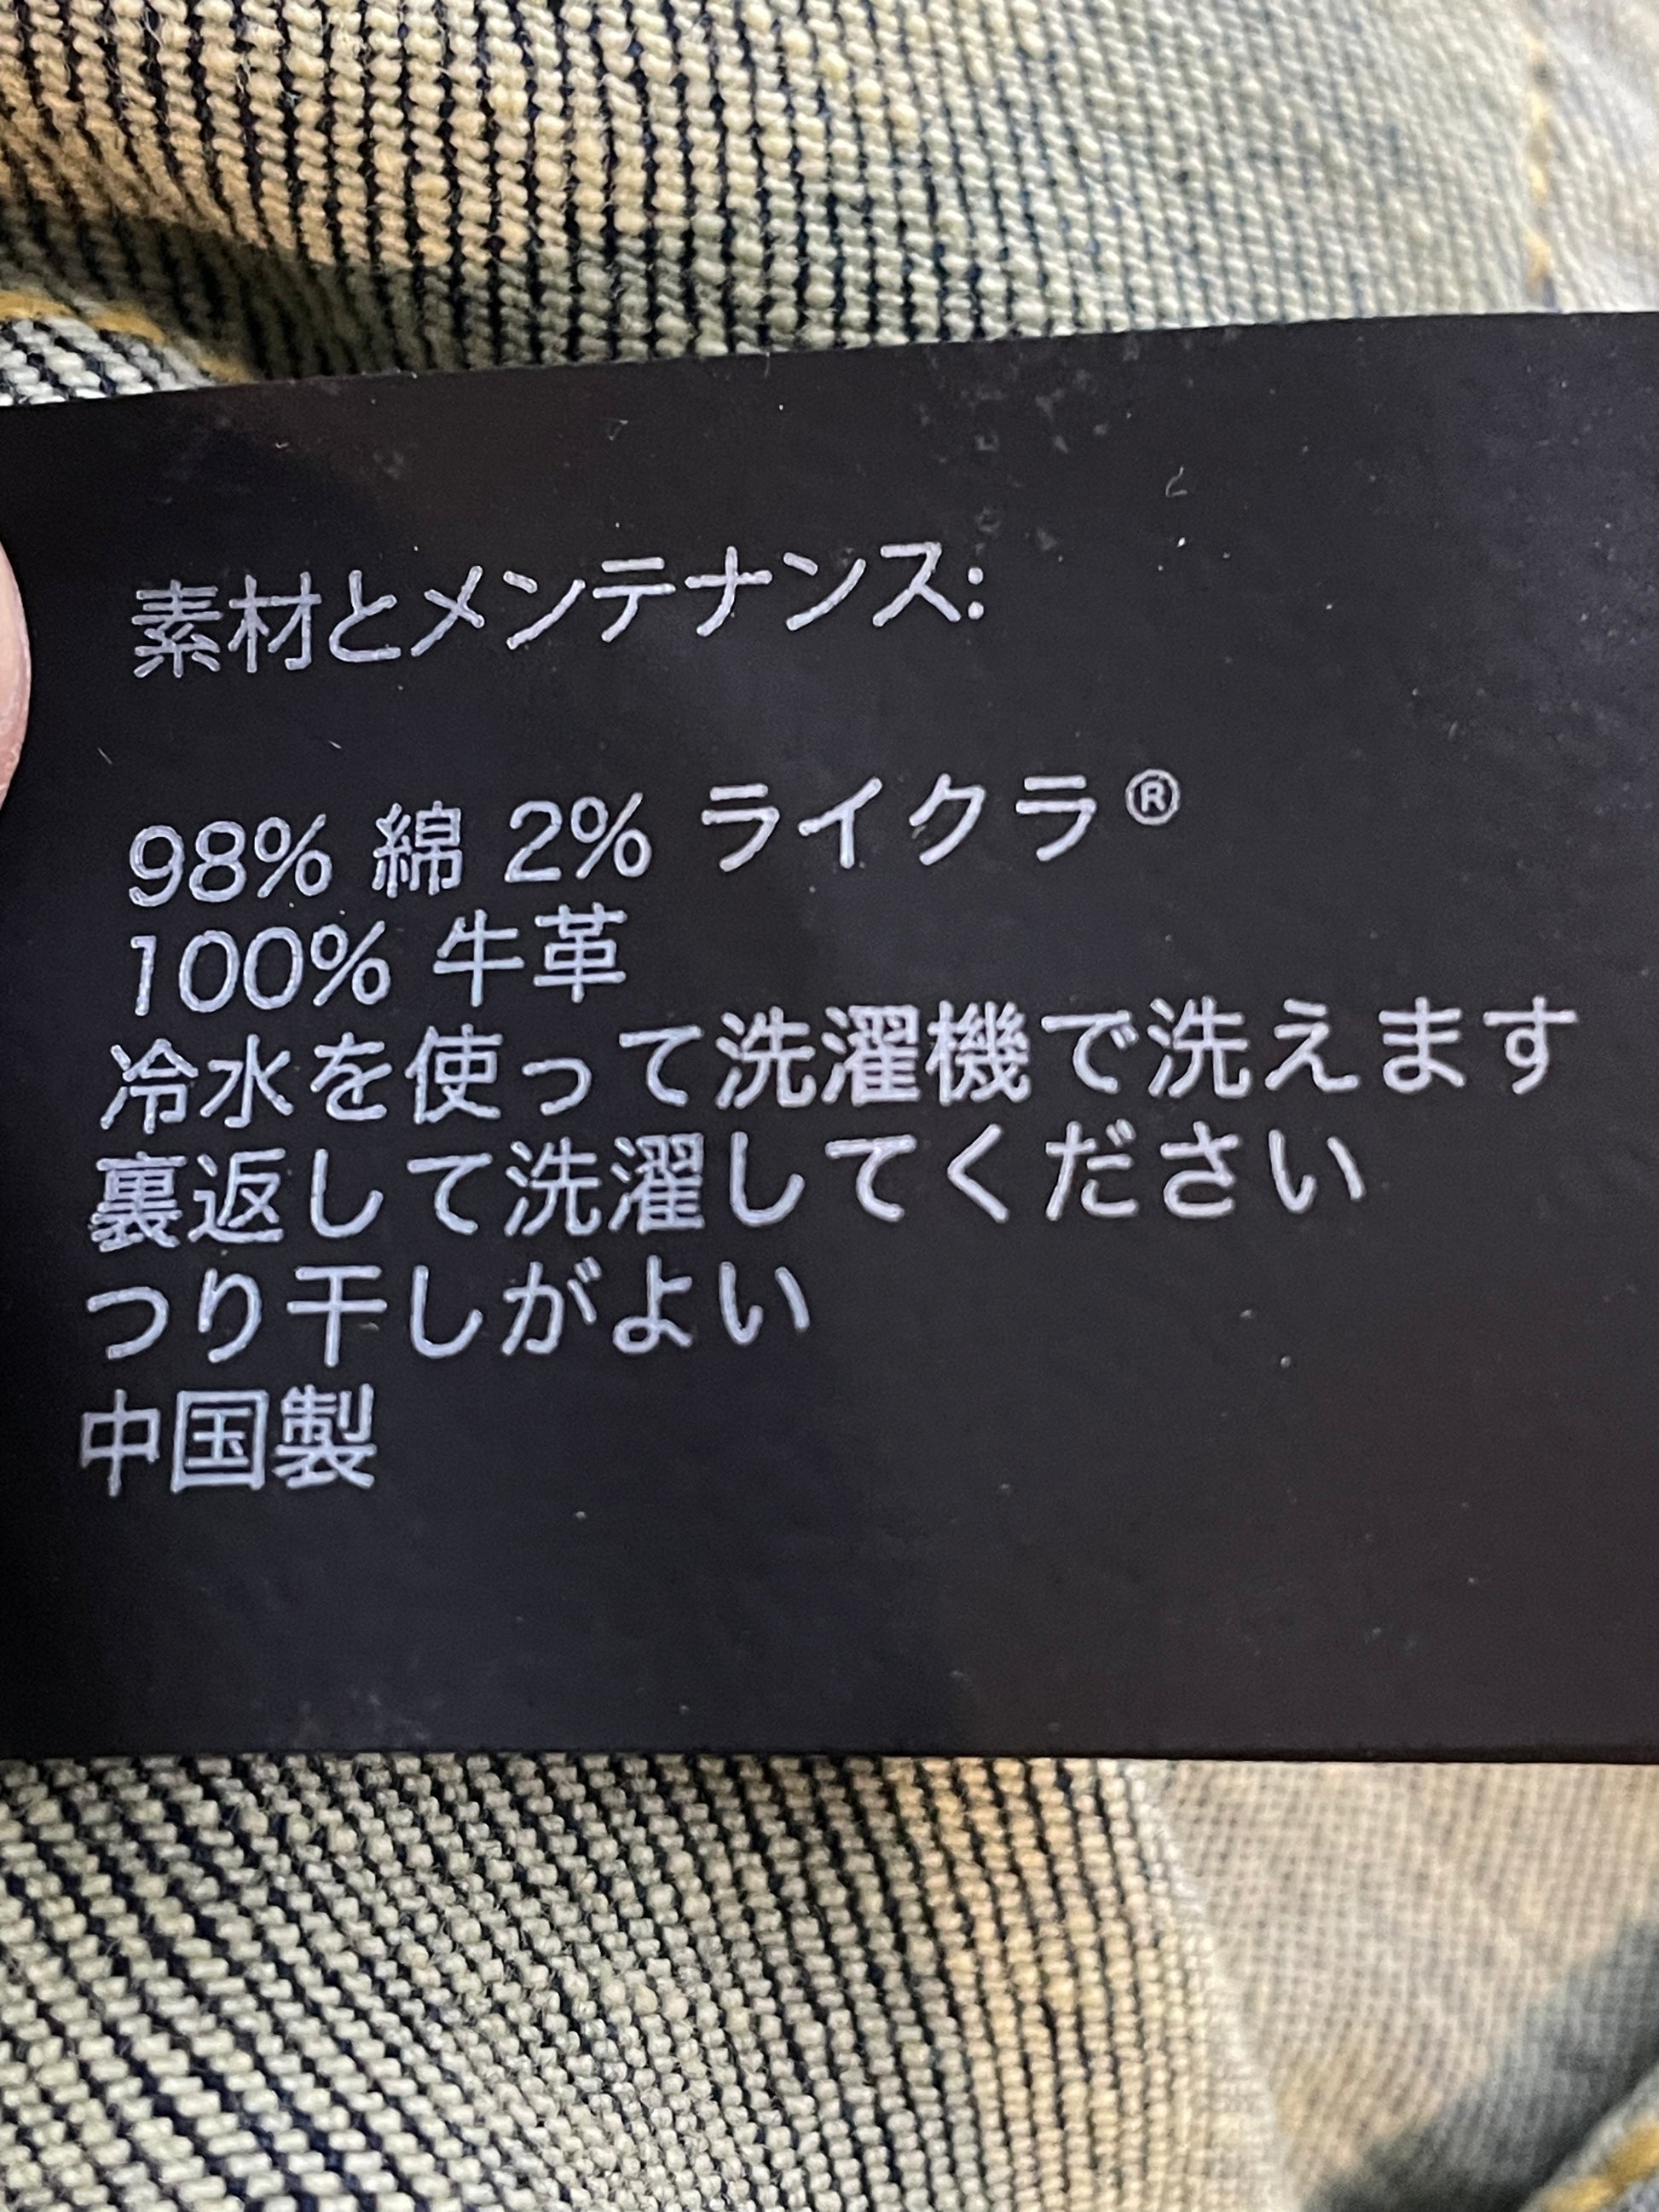 素材とメンテナンス:
98% 綿 2% ライクラ®
100% 牛革
冷水を使って洗濯機で洗えます
裏返して洗濯してください
つり干しがよい
中国製